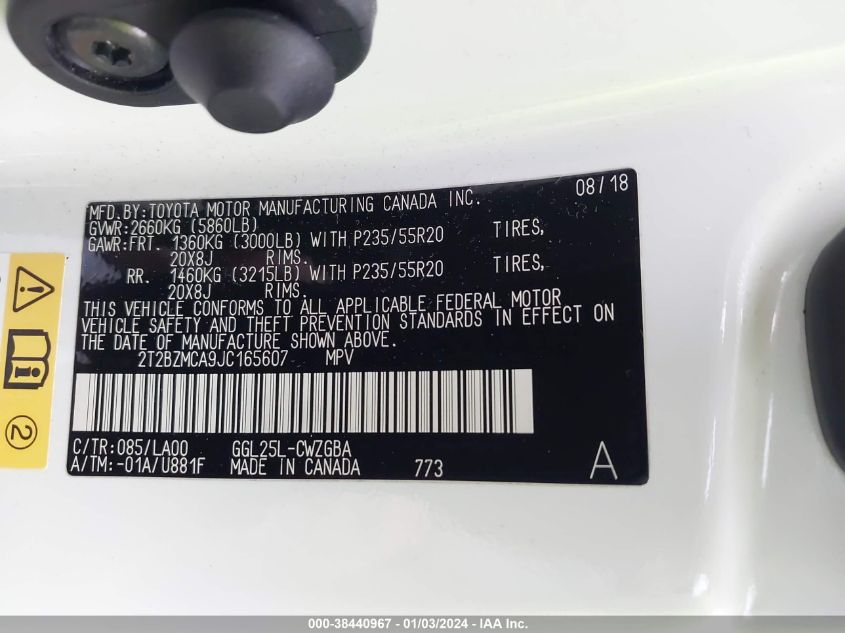 08/18
MFD.BY:TOYOTA MOTOR MANUFACTURING CANADA INC.
GVWR:2660KG (5860LB)
GAWR:FRT. 1360KG (3000LB) WITH P235/55R20 TIRES,
20X8J RIMS.
RR. 1460KG (3215LB) WITH P235/55R20 TIRES,
20X8J RIMS.
THIS VEHICLE CONFORMS TO ALL APPLICABLE FEDERAL MOTOR
VEHICLE SAFETY AND THEFT PREVENTION STANDARDS IN EFFECT ON
THE DATE OF MANUFACTURE SHOWN ABOVE.
2T2BZMCA9JC165607 MPV
C/TR:085/LA00 GGL25L-CWZGBA
A/TM:-01A/U881F MADE IN CANADA 773 A
2
000-38440967 - 01/03/2024 - IAA Inc.